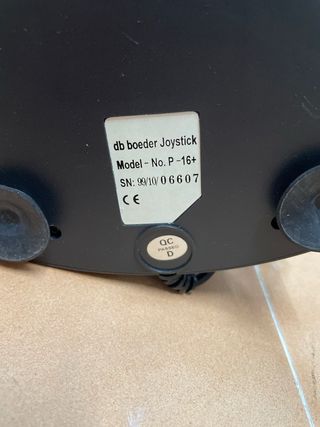 db boeder Joystick
Model - No. P -16+
SN: 99/10/ 06607
CE
QC
PASSED
D